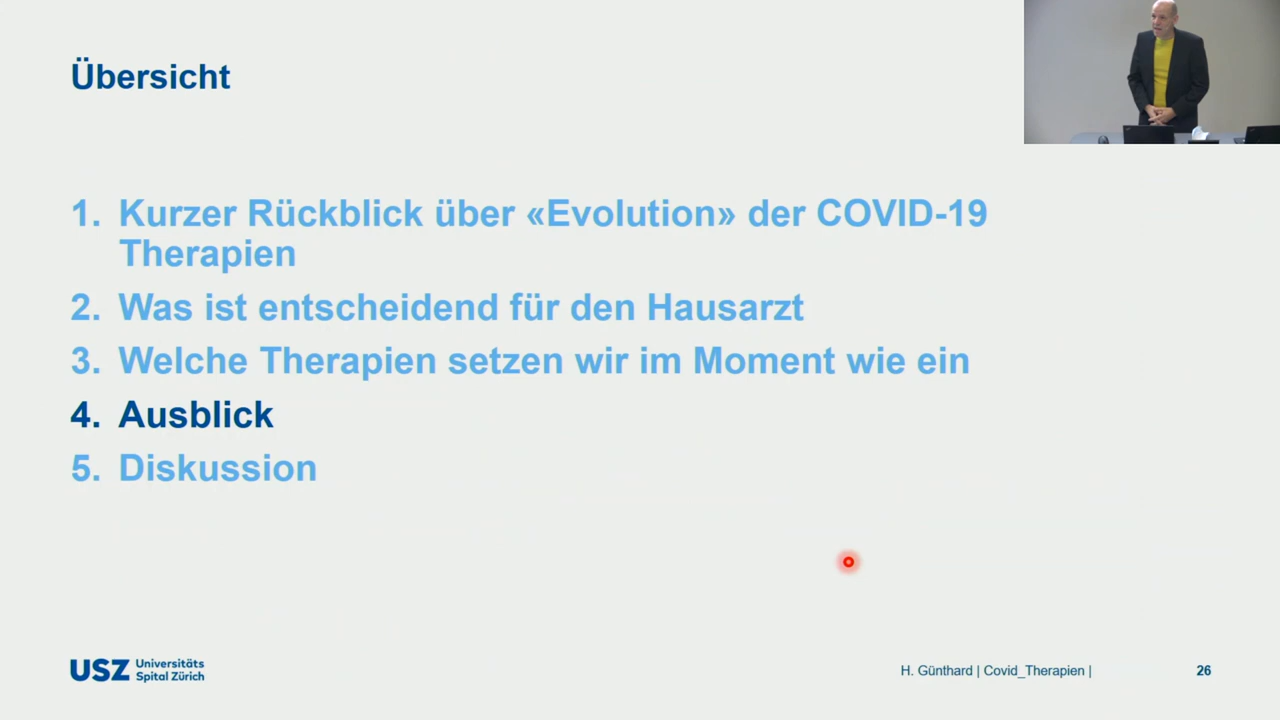 Übersicht
1. Kurzer Rückblick über «Evolution» der COVID-19
Therapien
2. Was ist entscheidend für den Hausarzt
3. Welche Therapien setzen wir im Moment wie ein
4. Ausblick
5. Diskussion
USZ Universitäts
Spital Zürich
H. Günthard | Covid_Therapien |
26